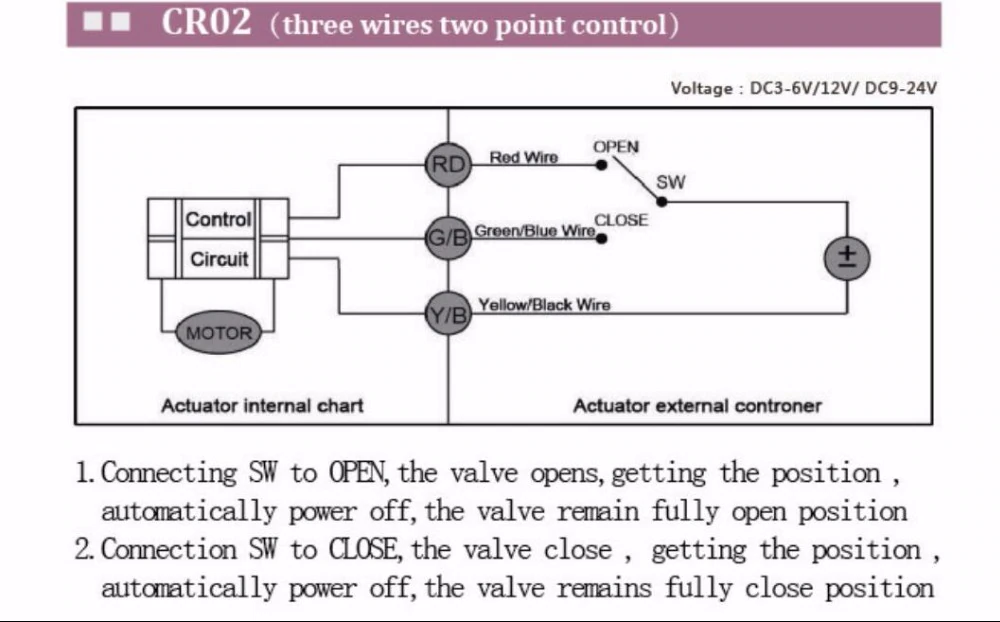 CR02 (three wires two point control)
Voltage : DC3-6V/12V/ DC9-24V
OPEN
RD Red Wire
SW
Control
CLOSE
G/B Green/Blue Wire
Circuit
±
Yellow/Black Wire
Y/B
MOTOR
Actuator internal chart
Actuator external controner
1. Connecting SW to OPEN, the valve opens, getting the position ,
automatically power off, the valve remain fully open position
2. Connection SW to CLOSE, the valve close , getting the position ,
automatically power off, the valve remains fully close position